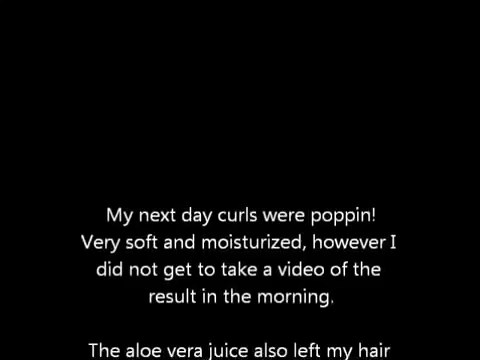 My next day curls were poppin!
Very soft and moisturized, however I
did not get to take a video of the
result in the morning.
The aloe vera juice also left my hair